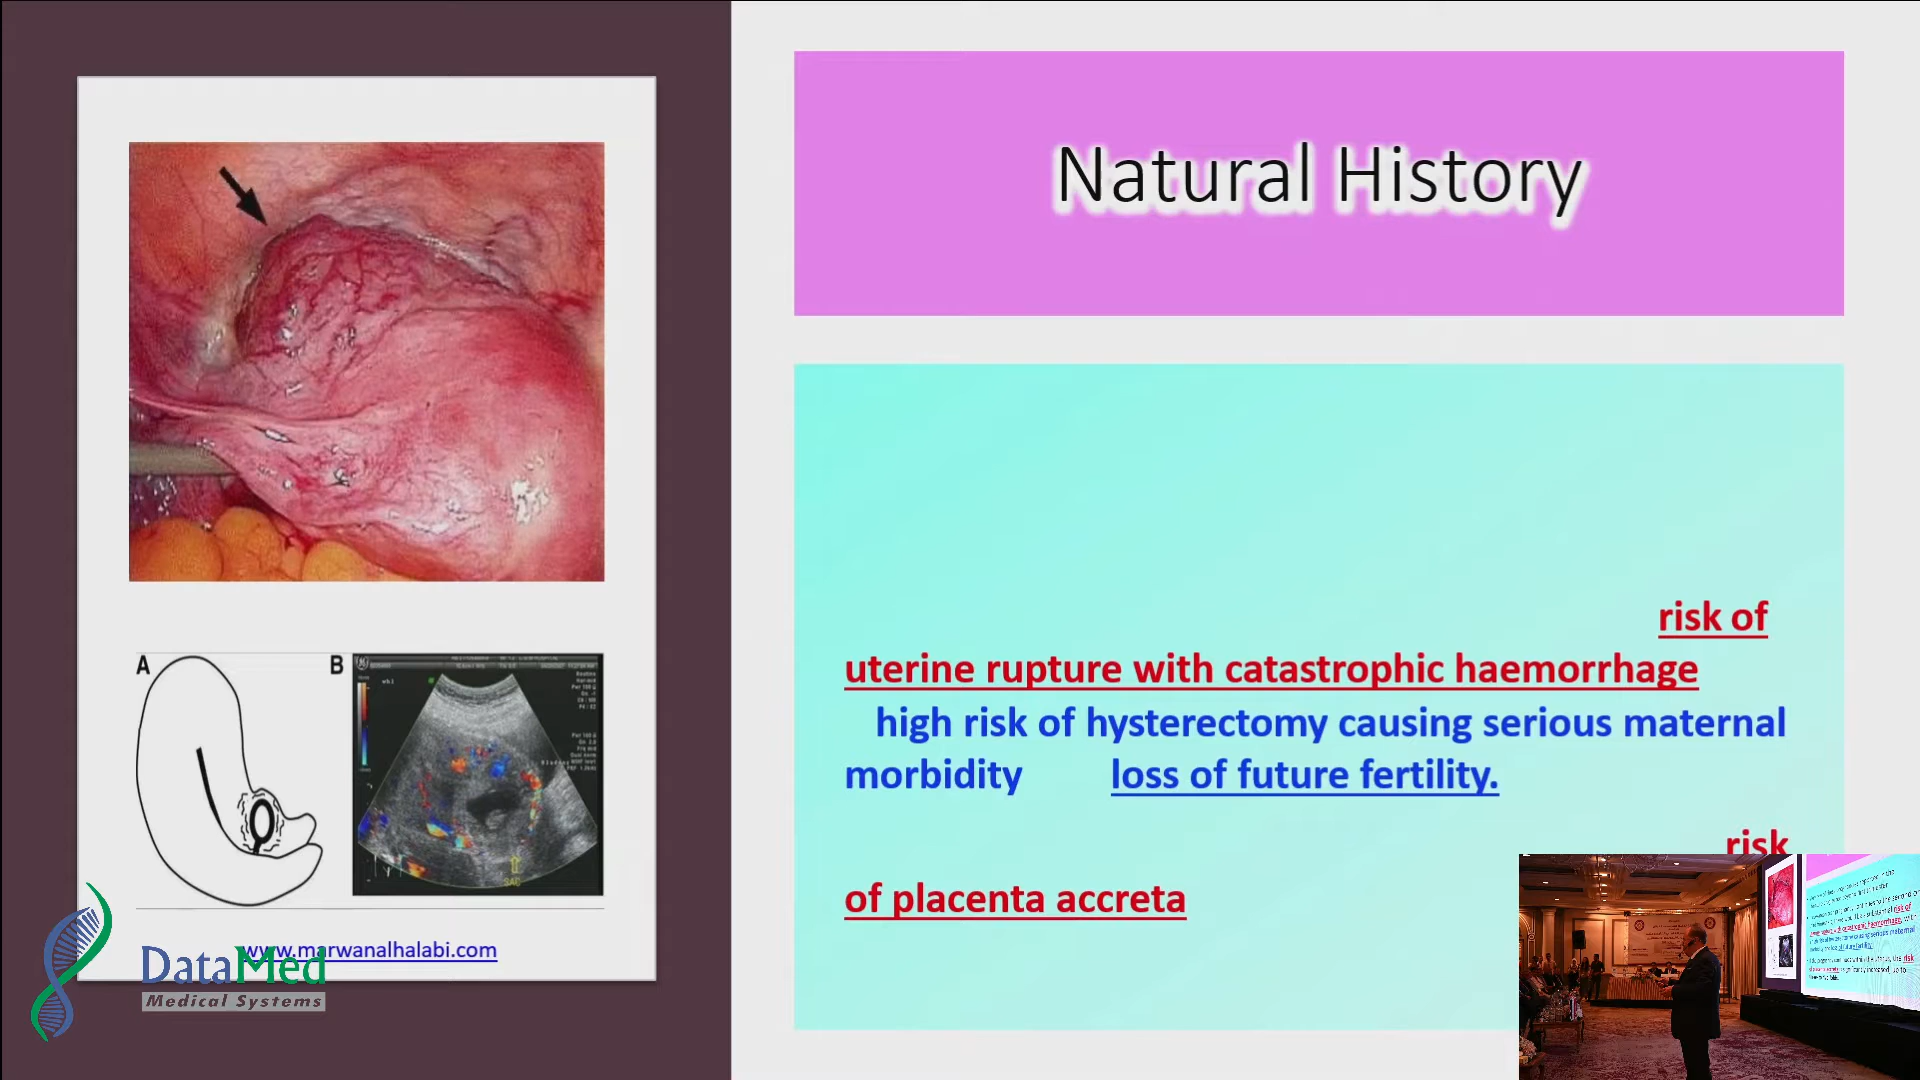 Natural History
risk of
uterine rupture with catastrophic haemorrhage
high risk of hysterectomy causing serious maternal
morbidity loss of future fertility.
risk
of placenta accreta
A
B
SAC
www.marwanalhalabi.com
DataMed
Medical Systems